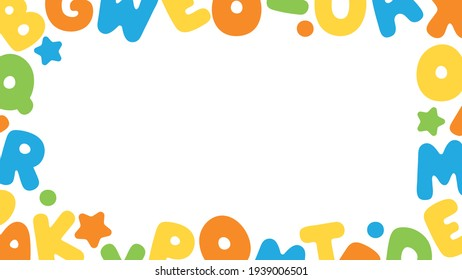 B G W E O U X
Q O
R M
A K P O T D E
shutterstock.com · 1939006501